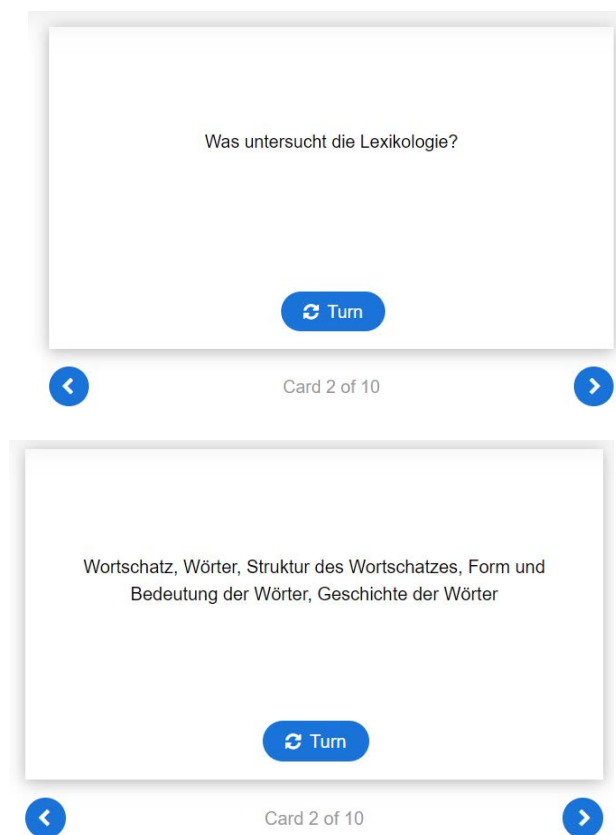 Was untersucht die Lexikologie?
Turn
Card 2 of 10
Wortschatz, Wörter, Struktur des Wortschatzes, Form und
Bedeutung der Wörter, Geschichte der Wörter
Turn
Card 2 of 10